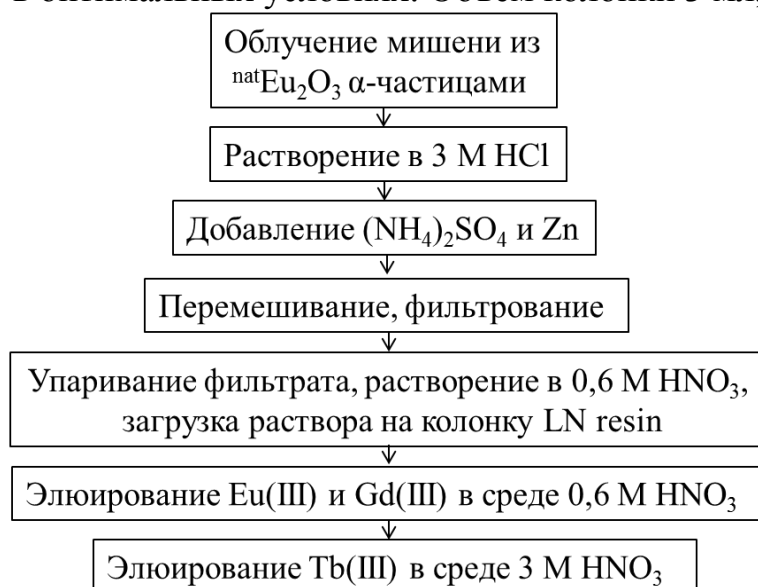 Облучение мишени из
natEu2O3 α-частицами
Растворение в 3 М HCl
Добавление (NH4)2SO4 и Zn
Перемешивание, фильтрование
Упаривание фильтрата, растворение в 0,6 М HNO3,
загрузка раствора на колонку LN resin
Элюирование Eu(III) и Gd(III) в среде 0,6 М HNO3
Элюирование Tb(III) в среде 3 М HNO3